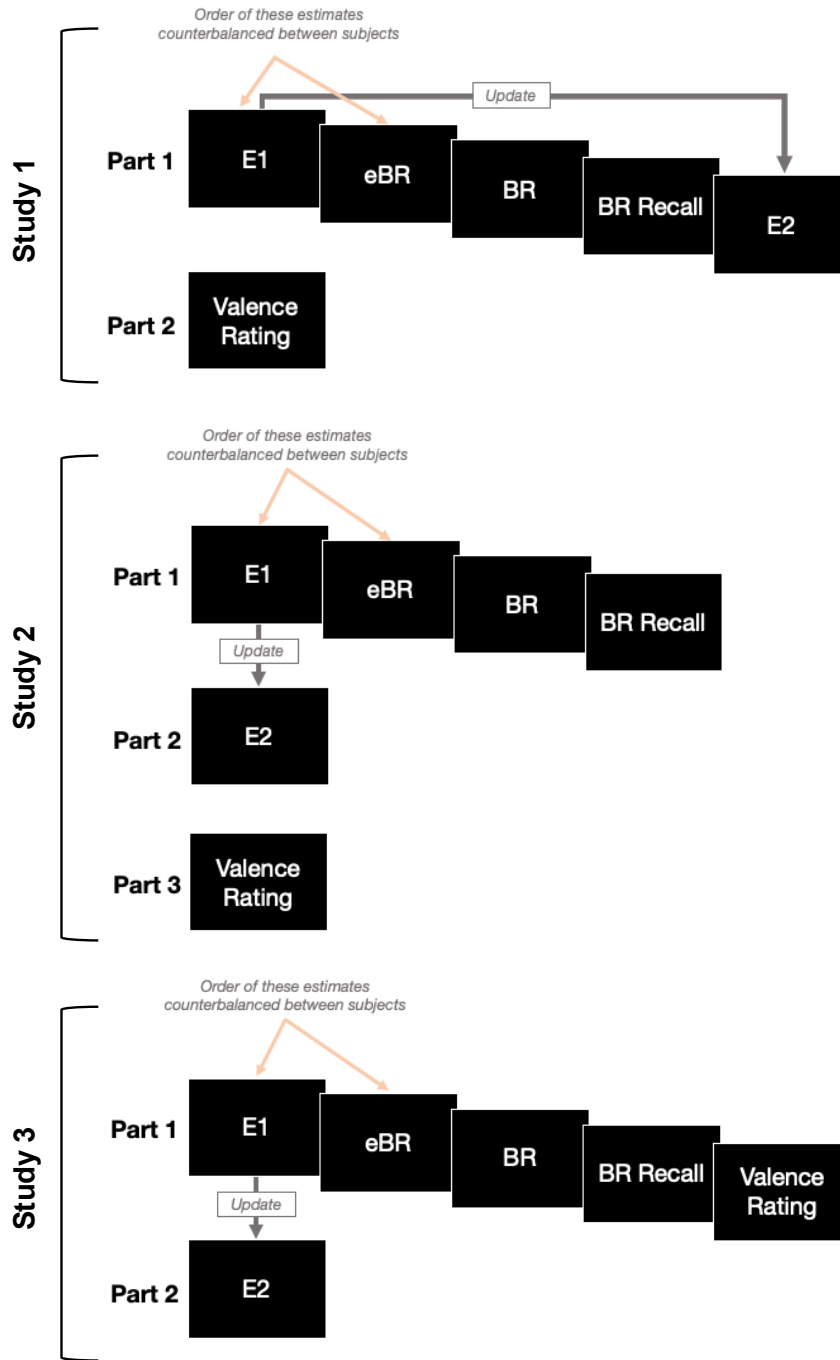 Order of these estimates
counterbalanced between subjects
Update
Study 1
Part 1
E1
eBR
BR
BR Recall
E2
Part 2
Valence
Rating
Order of these estimates
counterbalanced between subjects
Study 2
Part 1
E1
eBR
BR
BR Recall
Update
Part 2
E2
Part 3
Valence
Rating
Order of these estimates
counterbalanced between subjects
Study 3
Part 1
E1
eBR
BR
BR Recall
Valence
Rating
Update
Part 2
E2